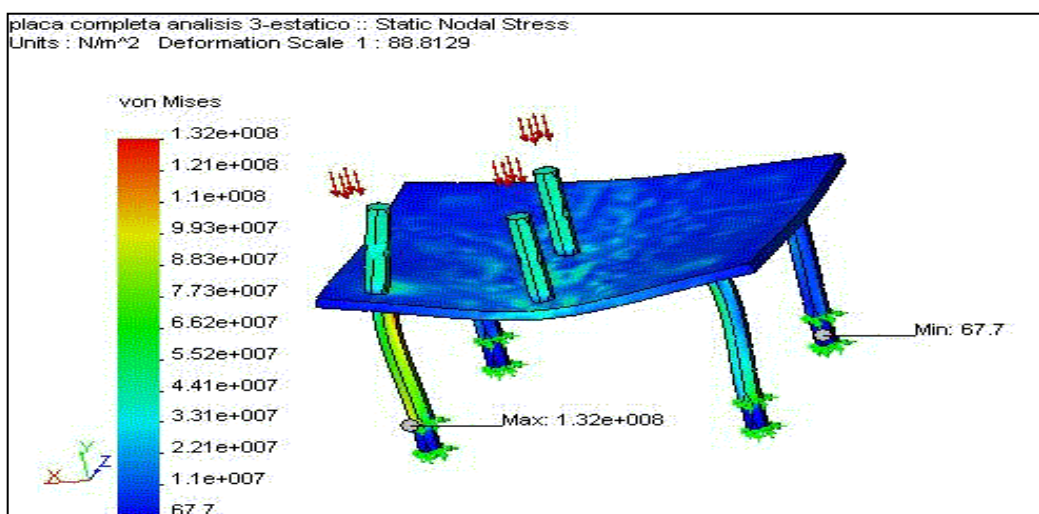 placa completa analisis 3-estatico :: Static Nodal Stress
Units : N/m^2 Deformation Scale 1 : 88.8129
von Mises
1.32e+008
1.21e+008
1.1e+008
9.93e+007
8.83e+007
7.73e+007
6.62e+007
5.52e+007
4.41e+007
3.31e+007
2.21e+007
1.1e+007
67.7
Min: 67.7
Max: 1.32e+008
Y
Z
X